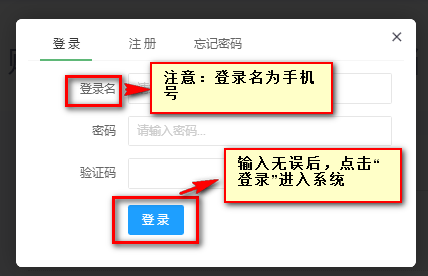 登 录 注 册 忘记密码 ×
登录名
注意：登录名为手机
号
密码 请输入密码...
验证码
输入无误后，点击“
登录”进入系统
登 录